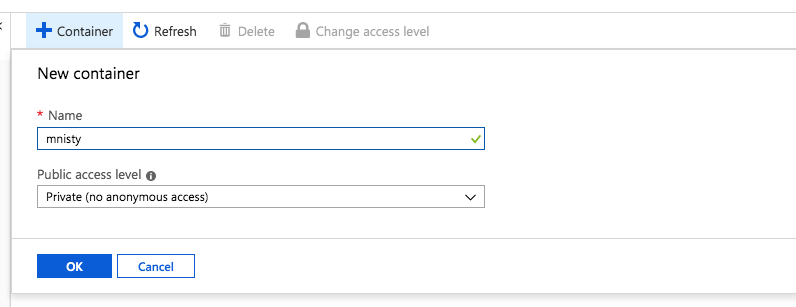 Container Refresh Delete Change access level
New container
* Name
mnisty
Public access level
Private (no anonymous access)
OK Cancel